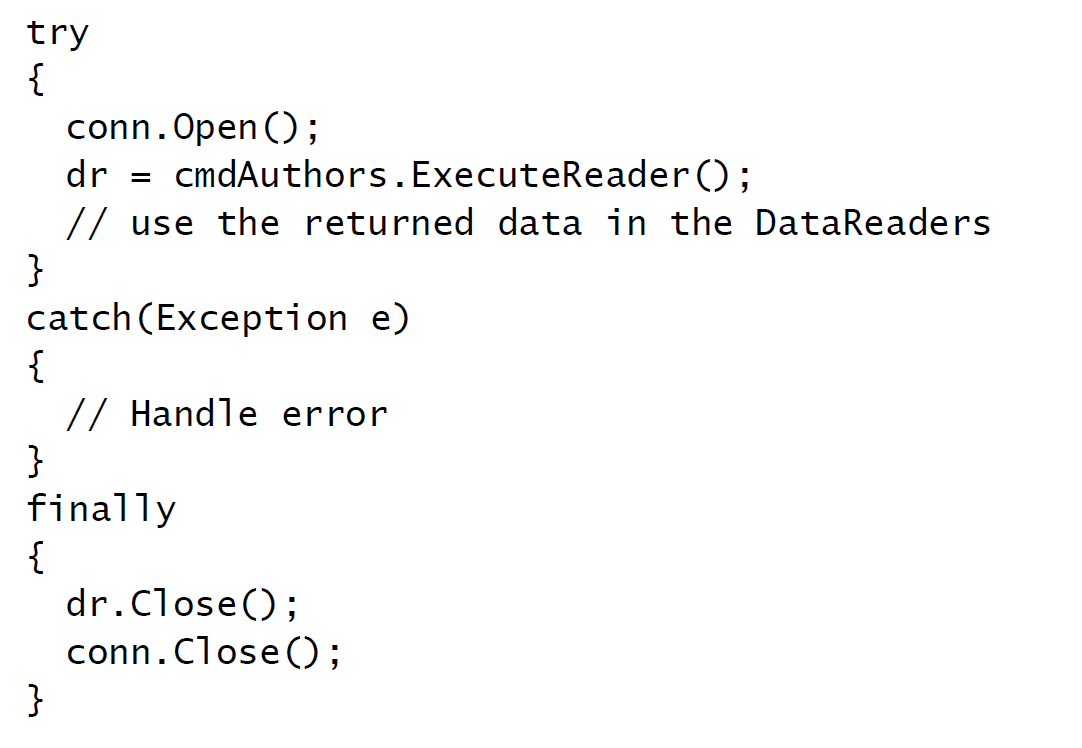 try
{
  conn.Open();
  dr = cmdAuthors.ExecuteReader();
  // use the returned data in the DataReaders
}
catch(Exception e)
{
  // Handle error
}
finally
{
  dr.Close();
  conn.Close();
}